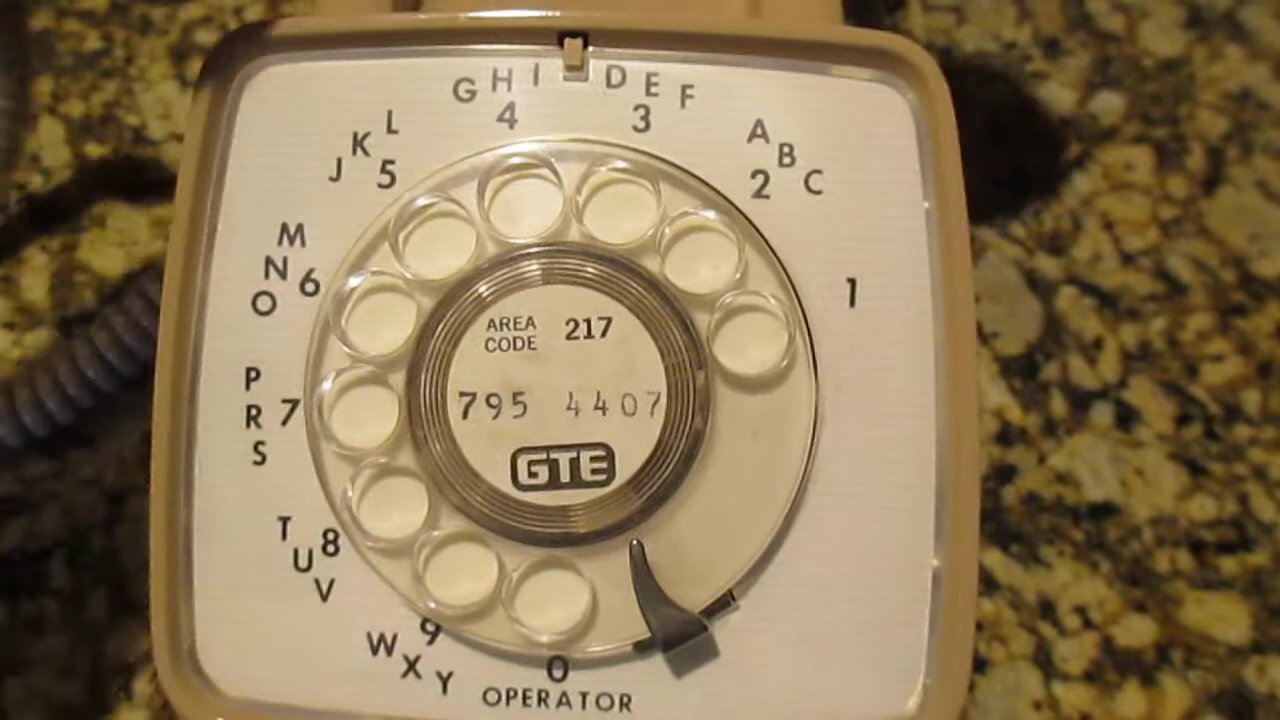 GHI
4
DEF
3
ABC
2
1
JKL
5
MNO
6
PRS
7
TUV
8
WXY
9
0
OPERATOR
AREA CODE 217
795 4407
GTE